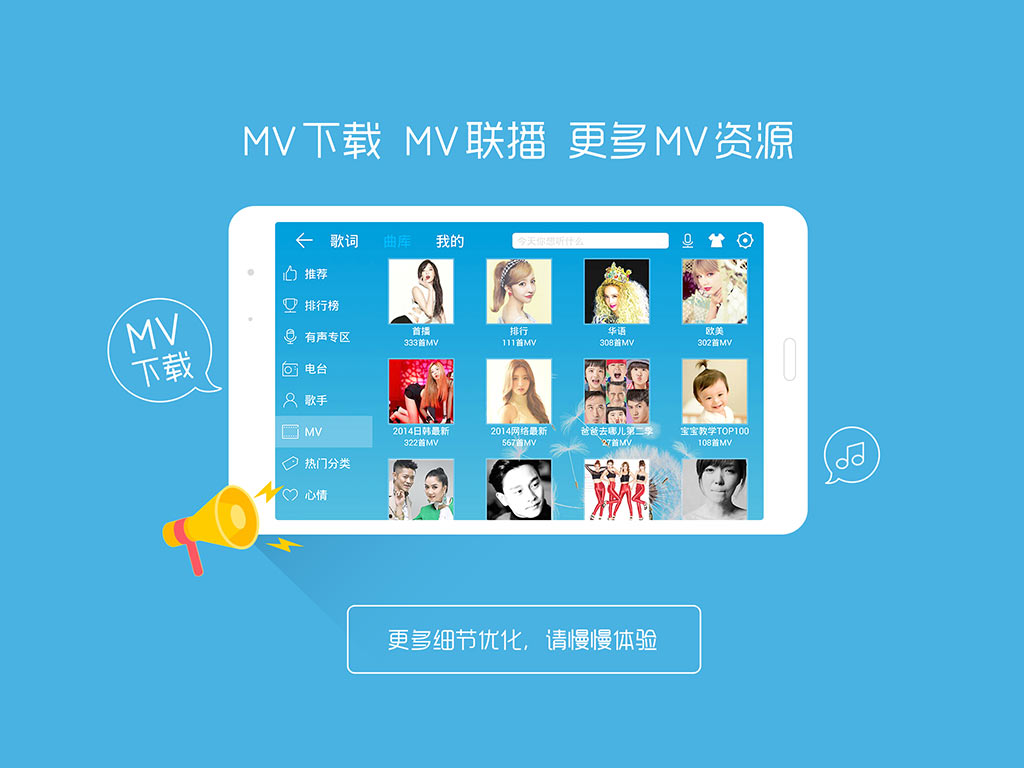 MV下载 MV联播 更多MV资源
歌词 曲库 我的 今天你想听什么
推荐
排行榜
有声专区
电台
歌手
MV
热门分类
心情
首播 排行 华语 欧美
333首MV 111首MV 308首MV 302首MV
2014日韩最新 2014网络最新 爸爸去哪儿第二季 宝宝教学TOP100
322首MV 567首MV 27首MV 108首MV
MV
下载
更多细节优化,请慢慢体验